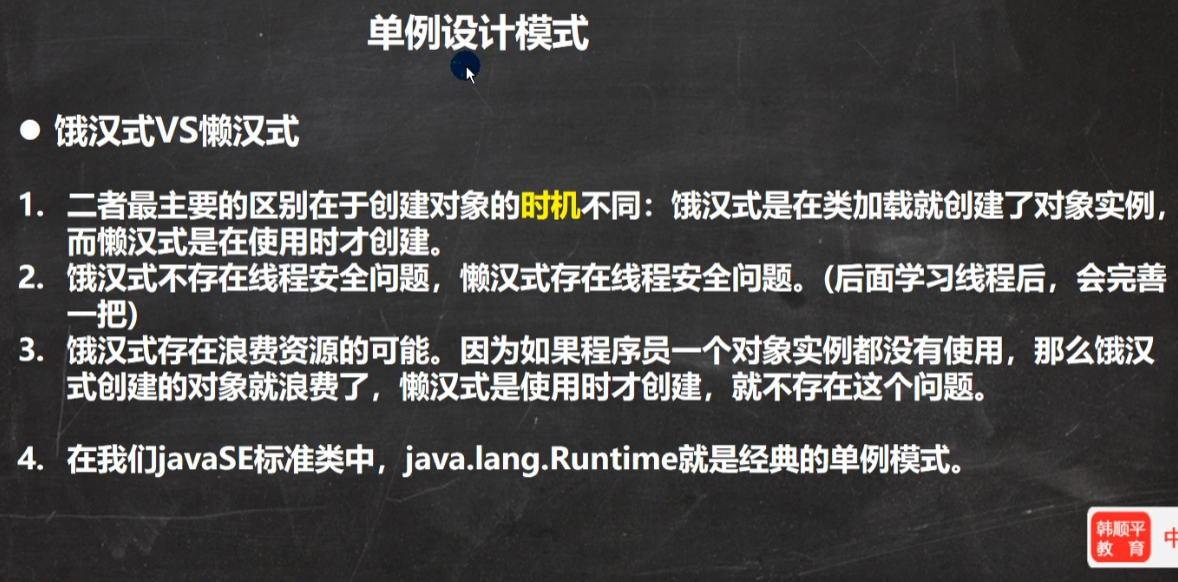 单例设计模式
● 饿汉式VS懒汉式
1. 二者最主要的区别在于创建对象的时机不同：饿汉式是在类加载就创建了对象实例，
而懒汉式是在使用时才创建。
2. 饿汉式不存在线程安全问题，懒汉式存在线程安全问题。(后面学习线程后，会完善
一把)
3. 饿汉式存在浪费资源的可能。因为如果程序员一个对象实例都没有使用，那么饿汉
式创建的对象就浪费了，懒汉式是使用时才创建，就不存在这个问题。
4. 在我们javaSE标准类中，java.lang.Runtime就是经典的单例模式。
韩顺平
教 育
中